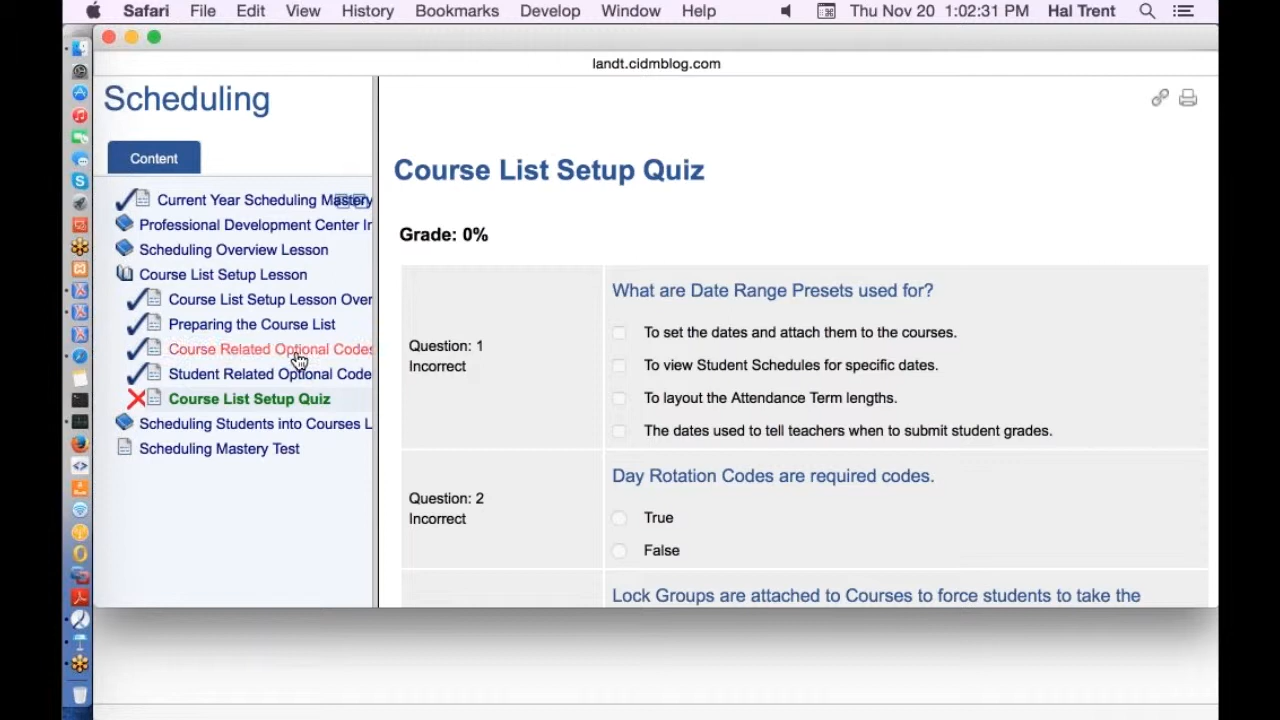 Safari File Edit View History Bookmarks Develop Window Help Thu Nov 20 1:02:31 PM Hal Trent
landt.cidmblog.com
Scheduling
Content
Current Year Scheduling Mastery
Professional Development Center In
Scheduling Overview Lesson
Course List Setup Lesson
Course List Setup Lesson Over
Preparing the Course List
Course Related Optional Codes
Student Related Optional Code
Course List Setup Quiz
Scheduling Students into Courses L
Scheduling Mastery Test
Course List Setup Quiz
Grade: 0%
Question: 1
Incorrect
What are Date Range Presets used for?
To set the dates and attach them to the courses.
To view Student Schedules for specific dates.
To layout the Attendance Term lengths.
The dates used to tell teachers when to submit student grades.
Question: 2
Incorrect
Day Rotation Codes are required codes.
True
False
Lock Groups are attached to Courses to force students to take the